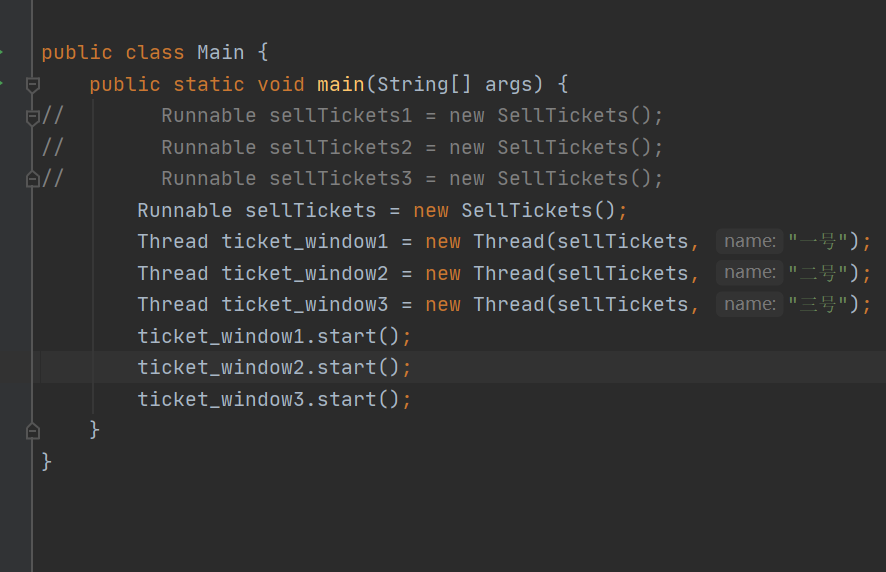 public class Main {
    public static void main(String[] args) {
//        Runnable sellTickets1 = new SellTickets();
//        Runnable sellTickets2 = new SellTickets();
//        Runnable sellTickets3 = new SellTickets();
        Runnable sellTickets = new SellTickets();
        Thread ticket_window1 = new Thread(sellTickets, name: "一号");
        Thread ticket_window2 = new Thread(sellTickets, name: "二号");
        Thread ticket_window3 = new Thread(sellTickets, name: "三号");
        ticket_window1.start();
        ticket_window2.start();
        ticket_window3.start();
    }
}